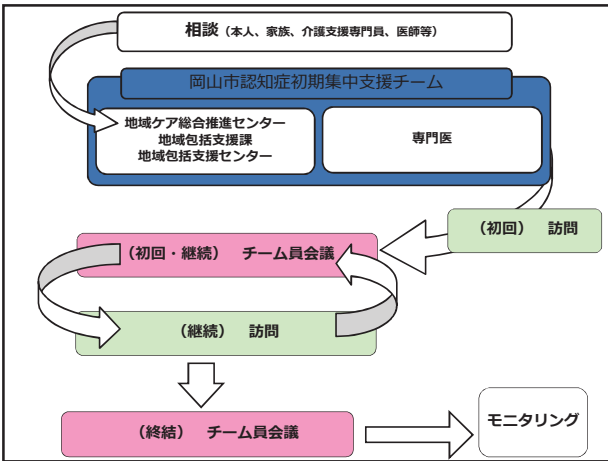 相談（本人、家族、介護支援専門員、医師等）
岡山市認知症初期集中支援チーム
地域ケア総合推進センター
地域包括支援課
地域包括支援センター
専門医
（初回）　訪問
（初回・継続）　チーム員会議
（継続）　訪問
（終結）　チーム員会議
モニタリング